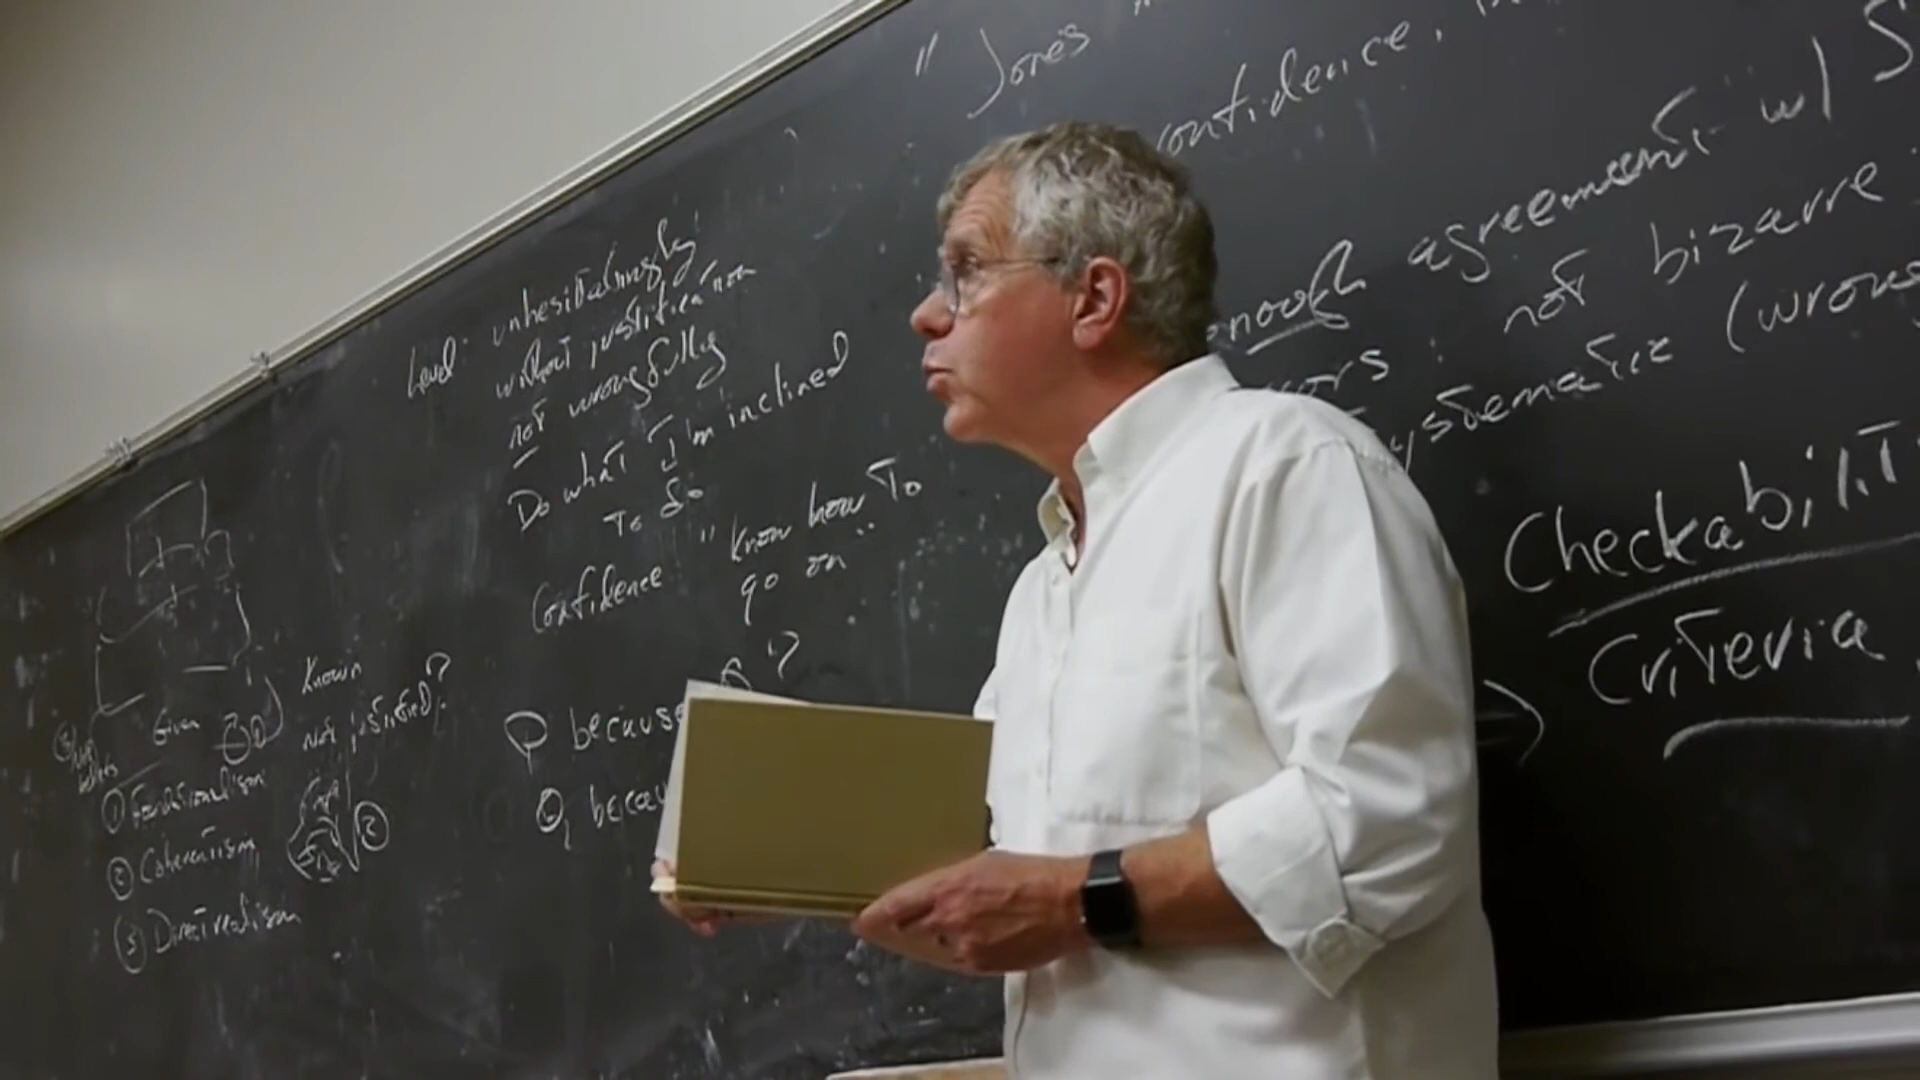 Level: unhesitatingly
without justification
not wrongfully
Do what I'm inclined
to do
Confidence "know how to
go on"
Known
not justified?
Given
① Foundationalism
② Coherentism
②
③ Direct realism
P because
because
"Jones
confidence.
agreement w/ S
not bizarre
systematic (wrong
Checkability
Criteria